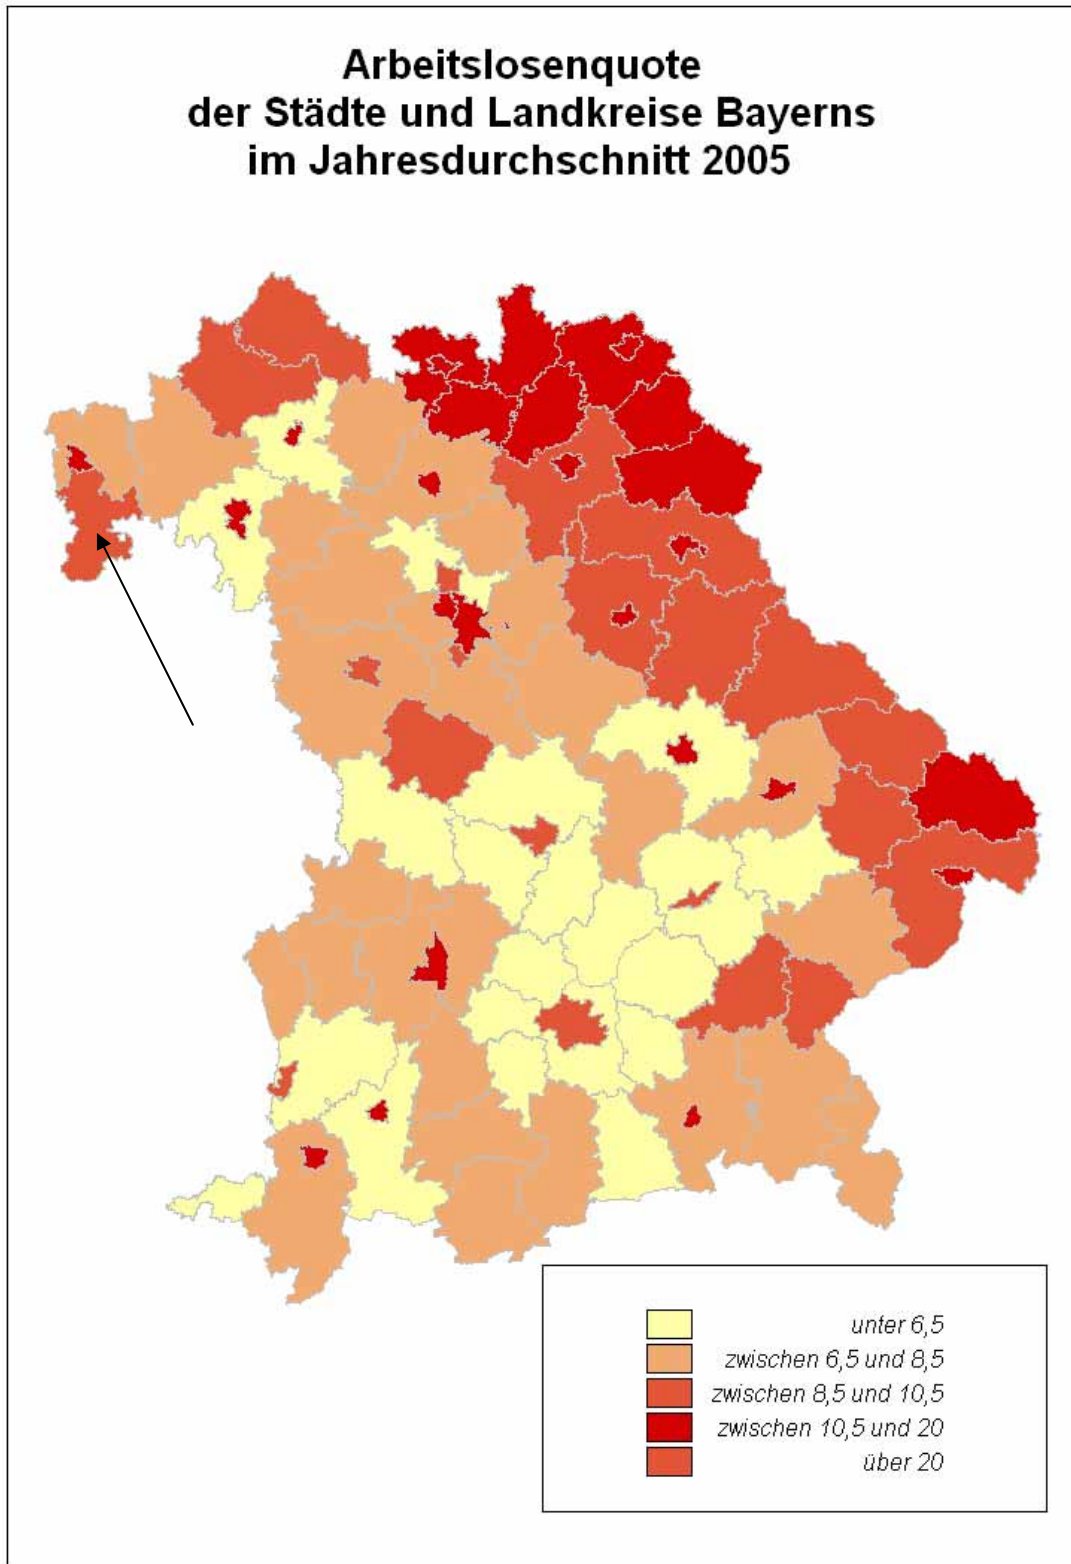 Arbeitslosenquote
der Städte und Landkreise Bayerns
im Jahresdurchschnitt 2005
unter 6,5
zwischen 6,5 und 8,5
zwischen 8,5 und 10,5
zwischen 10,5 und 20
über 20